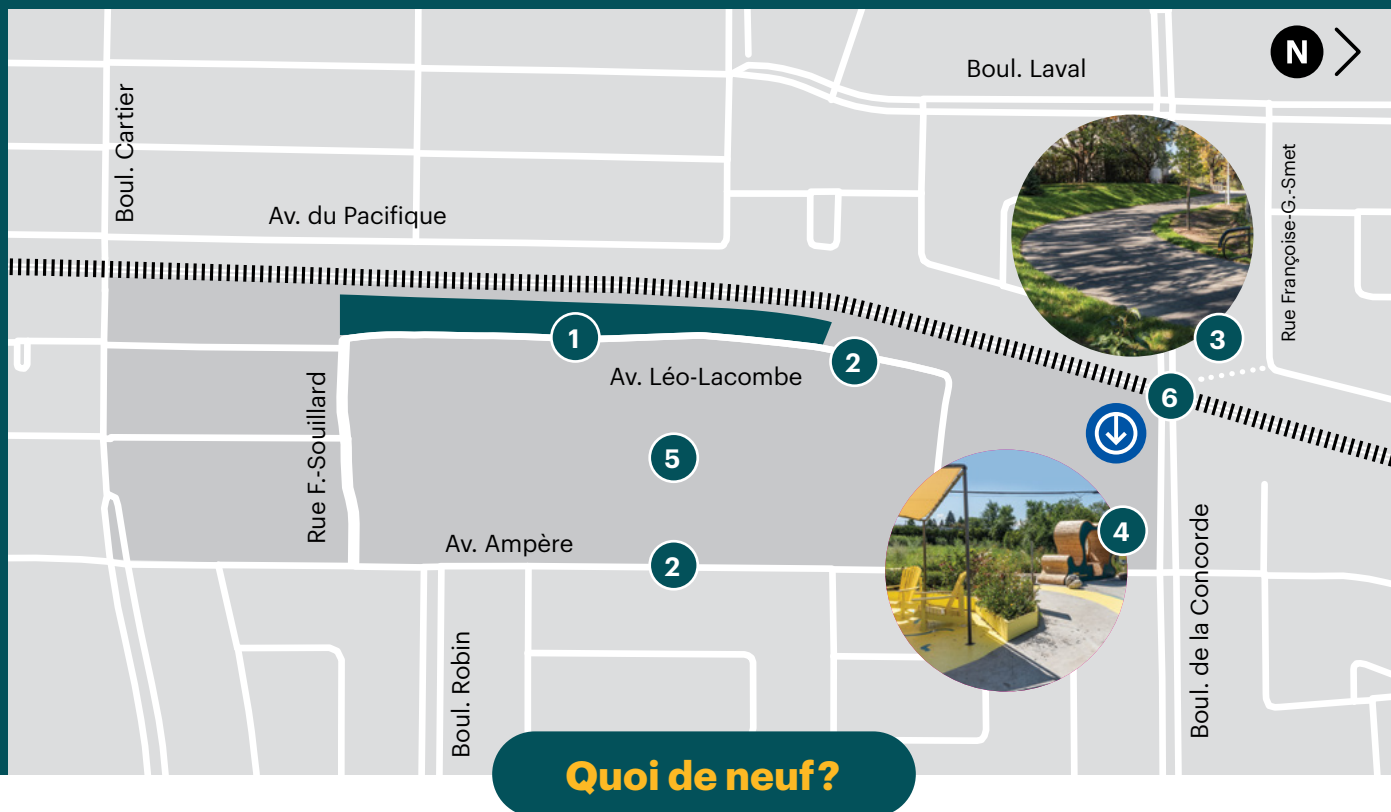 N
Boul. Laval
Boul. Cartier
Rue Françoise-G.-Smet
Av. du Pacifique
1
3
2
Av. Léo-Lacombe
6
Rue F.-Souillard
5
4
Av. Ampère
2
Boul. de la Concorde
Boul. Robin
Quoi de neuf?